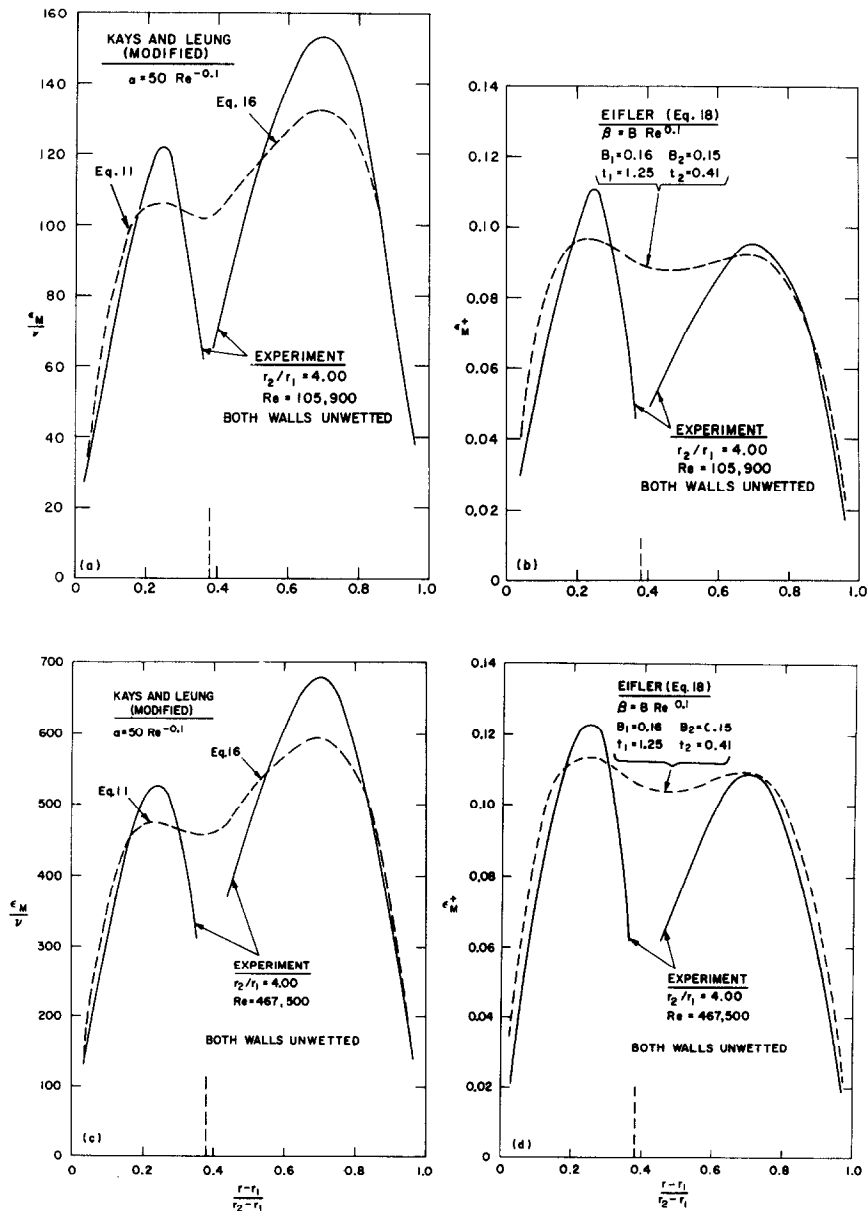 160
140
120
100
80
60
40
20
0
ϵM
ν
KAYS AND LEUNG
(MODIFIED)
a=50 Re-0.1
Eq. 16
Eq. 11
EXPERIMENT
r2/r1 = 4.00
Re = 105,900
BOTH WALLS UNWETTED
(a)
0 0.2 0.4 0.6 0.8 1.0
0.14
0.12
0.10
0.08
0.06
0.04
0.02
0
ϵM+
EIFLER (Eq. 18)
β = B Re0.1
B1=0.16 B2=0.15
t1=1.25 t2=0.41
EXPERIMENT
r2/r1 = 4.00
Re = 105,900
BOTH WALLS UNWETTED
(b)
0 0.2 0.4 0.6 0.8 1.0
700
600
500
400
300
200
100
0
ϵM
ν
KAYS AND LEUNG
(MODIFIED)
a=50 Re-0.1
Eq.16
Eq.11
EXPERIMENT
r2/r1 = 4.00
Re=467,500
BOTH WALLS UNWETTED
(c)
0 0.2 0.4 0.6 0.8 1.0
r-r1
r2-r1
0.14
0.12
0.10
0.08
0.06
0.04
0.02
0
ϵM+
EIFLER (Eq.18)
β = B Re0.1
B1=0.16 B2=0.15
t1=1.25 t2=0.41
EXPERIMENT
r2/r1 = 4.00
Re = 467,500
BOTH WALLS UNWETTED
(d)
0 0.2 0.4 0.6 0.8 1.0
r-r1
r2-r1